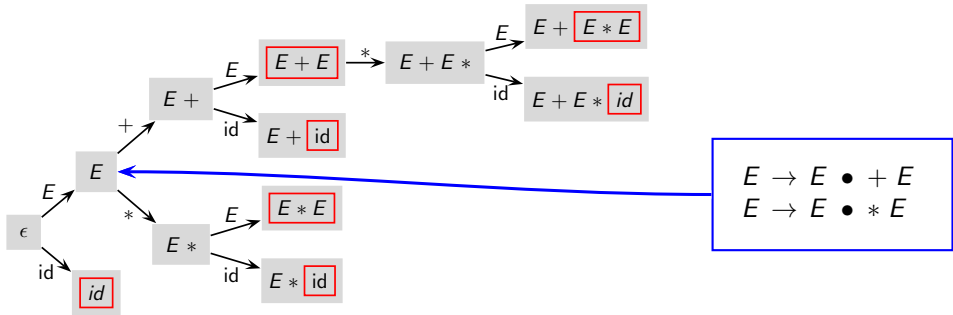 E + E * E
E
*
E + E
E + E *
E
E +
id
E + E * id
+
id
E + id
E
E → E • + E
E → E • * E
E
*
E
E * E
ϵ
E *
id
id
id
E * id